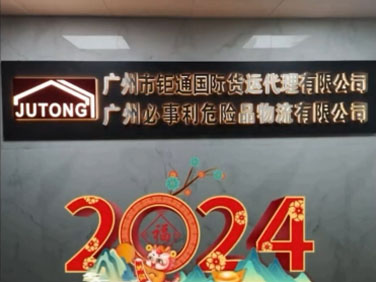 JUTONG
广州市钜通国际货运代理有限公司
广州必事利危险品物流有限公司
2024
福